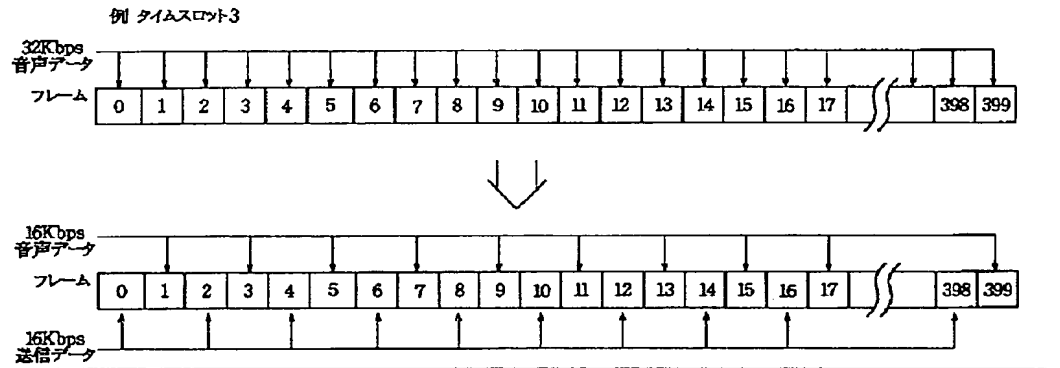 例 タイムスロット3
32Kbps
音声データ
フレーム 0 1 2 3 4 5 6 7 8 9 10 11 12 13 14 15 16 17 398 399
16Kbps
音声データ
フレーム 0 1 2 3 4 5 6 7 8 9 10 11 12 13 14 15 16 17 398 399
16Kbps
送信データ